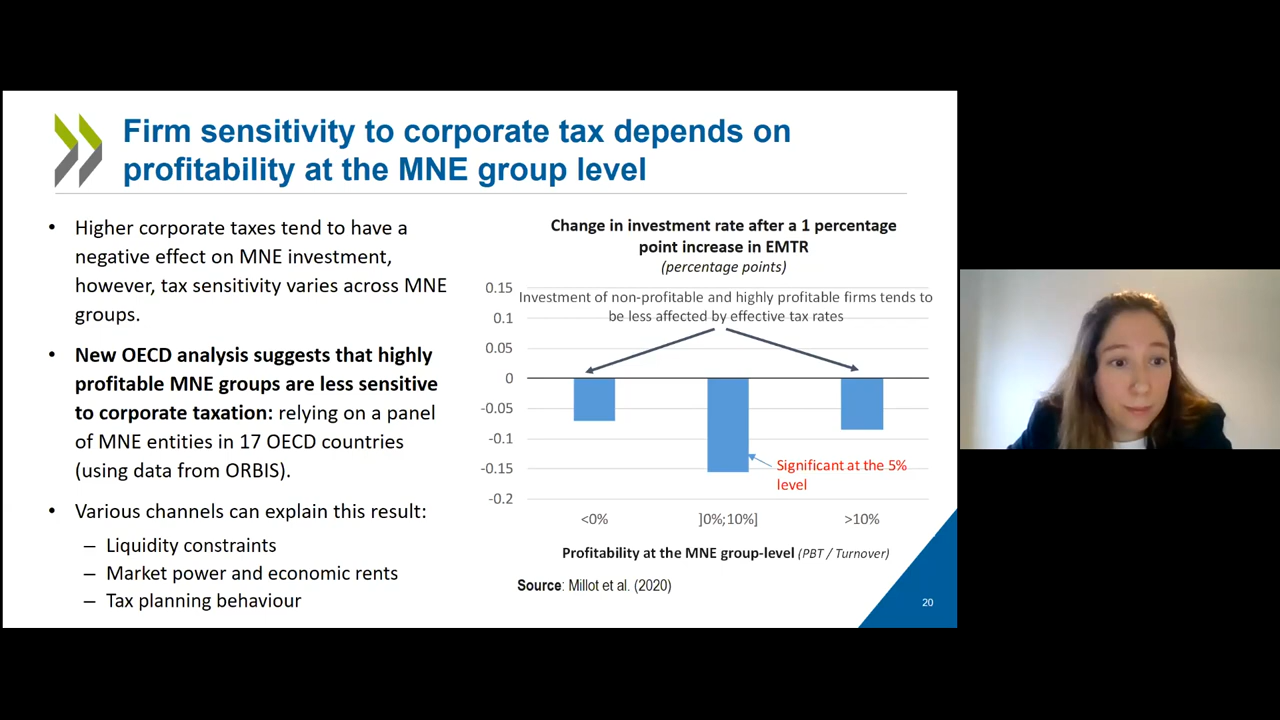 Firm sensitivity to corporate tax depends on
profitability at the MNE group level
• Higher corporate taxes tend to have a
negative effect on MNE investment,
however, tax sensitivity varies across MNE
groups.
• New OECD analysis suggests that highly
profitable MNE groups are less sensitive
to corporate taxation: relying on a panel
of MNE entities in 17 OECD countries
(using data from ORBIS).
• Various channels can explain this result:
– Liquidity constraints
– Market power and economic rents
– Tax planning behaviour
Change in investment rate after a 1 percentage
point increase in EMTR
(percentage points)
0.15
Investment of non-profitable and highly profitable firms tends to
0.1
be less affected by effective tax rates
0.05
0
-0.05
-0.1
-0.15
Significant at the 5%
level
-0.2
<0%
]0%;10%]
>10%
Profitability at the MNE group-level (PBT / Turnover)
Source: Millot et al. (2020)
20